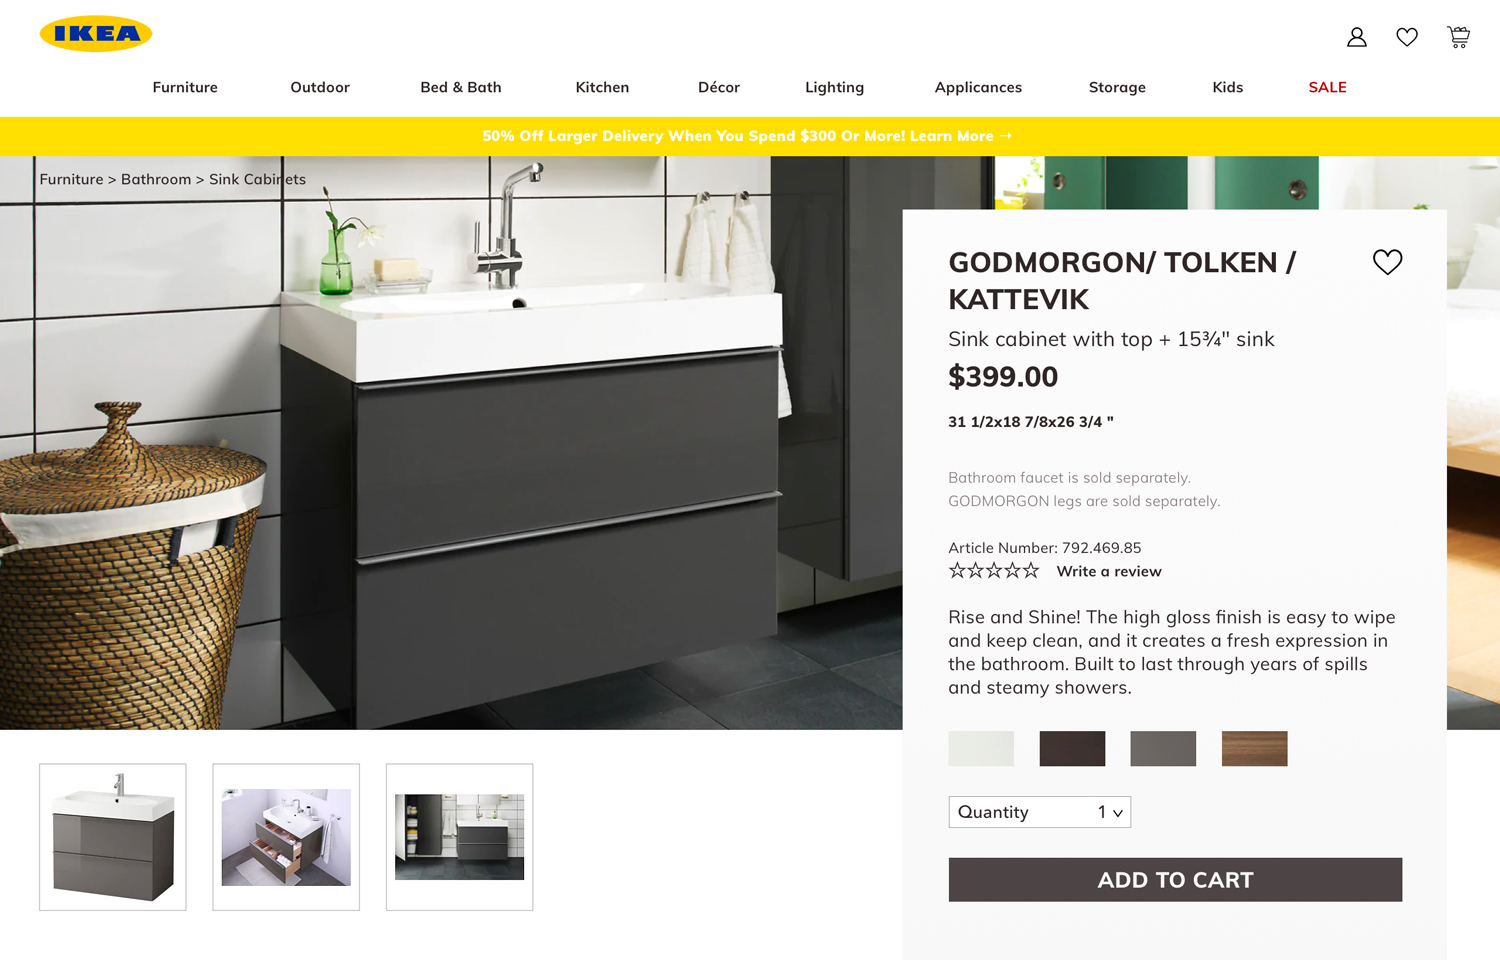 IKEA
Furniture
Outdoor
Bed & Bath
Kitchen
Décor
Lighting
Applicances
Storage
Kids
SALE
50% Off Larger Delivery When You Spend $300 Or More! Learn More →
Furniture > Bathroom > Sink Cabinets
GODMORGON/ TOLKEN /
KATTEVIK
Sink cabinet with top + 15¾" sink
$399.00
31 1/2x18 7/8x26 3/4 "
Bathroom faucet is sold separately.
GODMORGON legs are sold separately.
Article Number: 792.469.85
Write a review
Rise and Shine! The high gloss finish is easy to wipe
and keep clean, and it creates a fresh expression in
the bathroom. Built to last through years of spills
and steamy showers.
Quantity 1
ADD TO CART